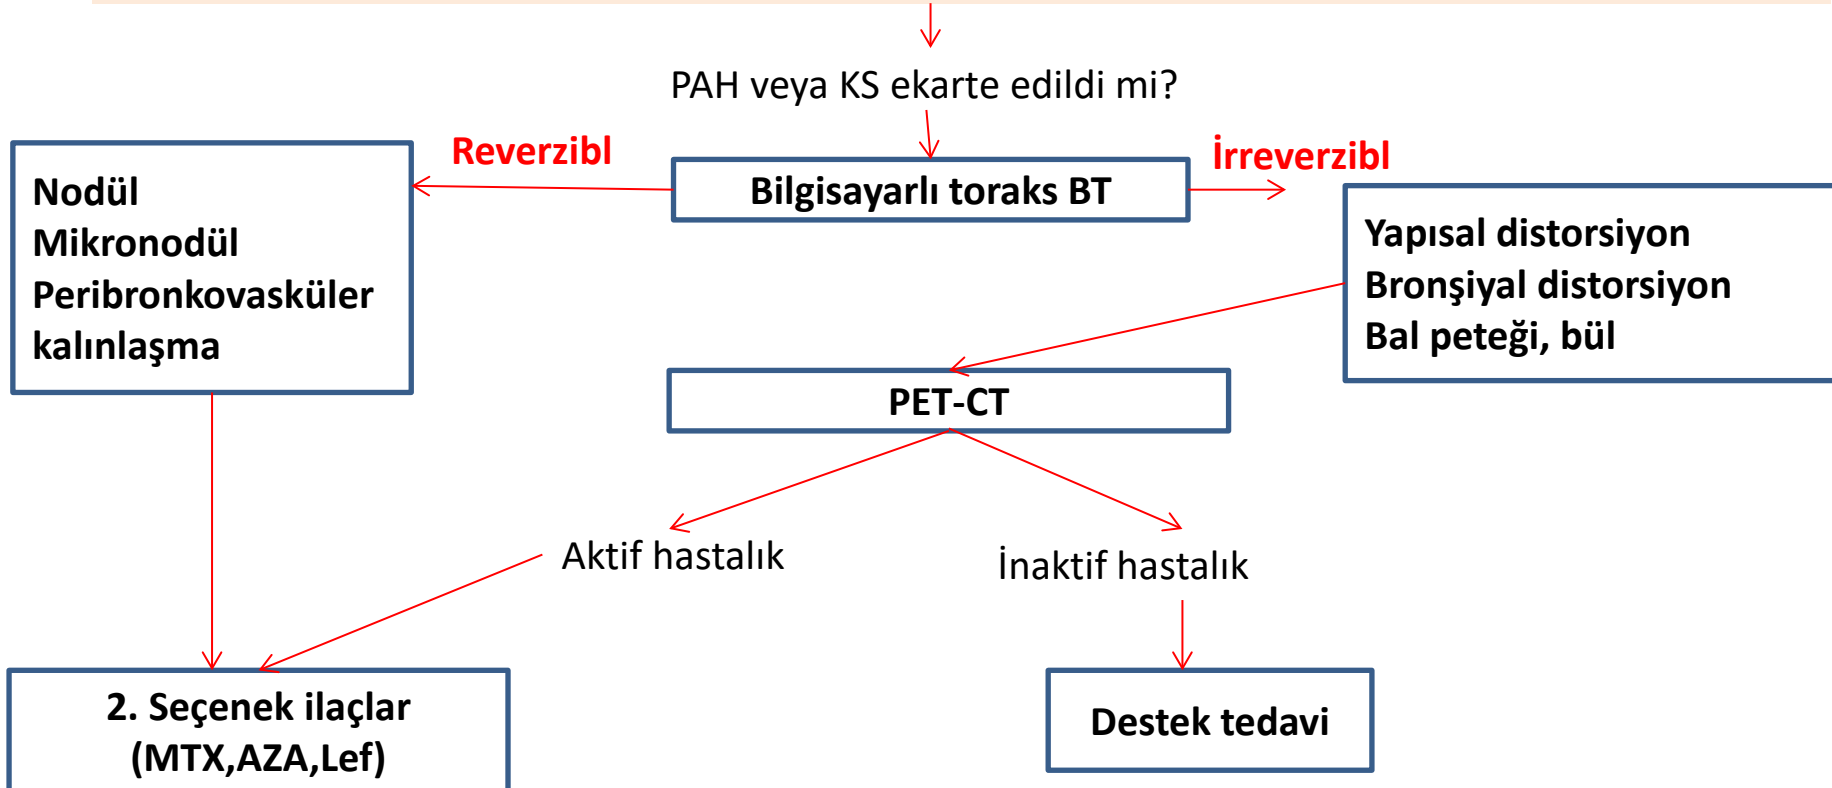 PAH veya KS ekarte edildi mi?
Reverzibl
İrreverzibl
Bilgisayarlı toraks BT
Nodül
Mikronodül
Peribronkovasküler
kalınlaşma
Yapısal distorsiyon
Bronşiyal distorsiyon
Bal peteği, bül
PET-CT
Aktif hastalık
İnaktif hastalık
2. Seçenek ilaçlar
(MTX,AZA,Lef)
Destek tedavi